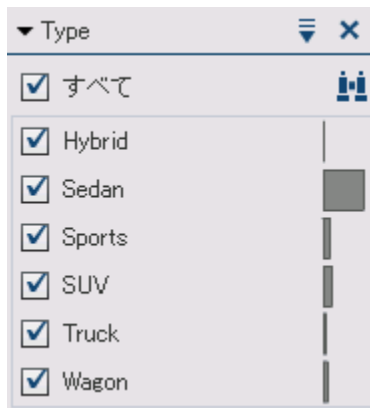 Type
すべて
Hybrid
Sedan
Sports
SUV
Truck
Wagon